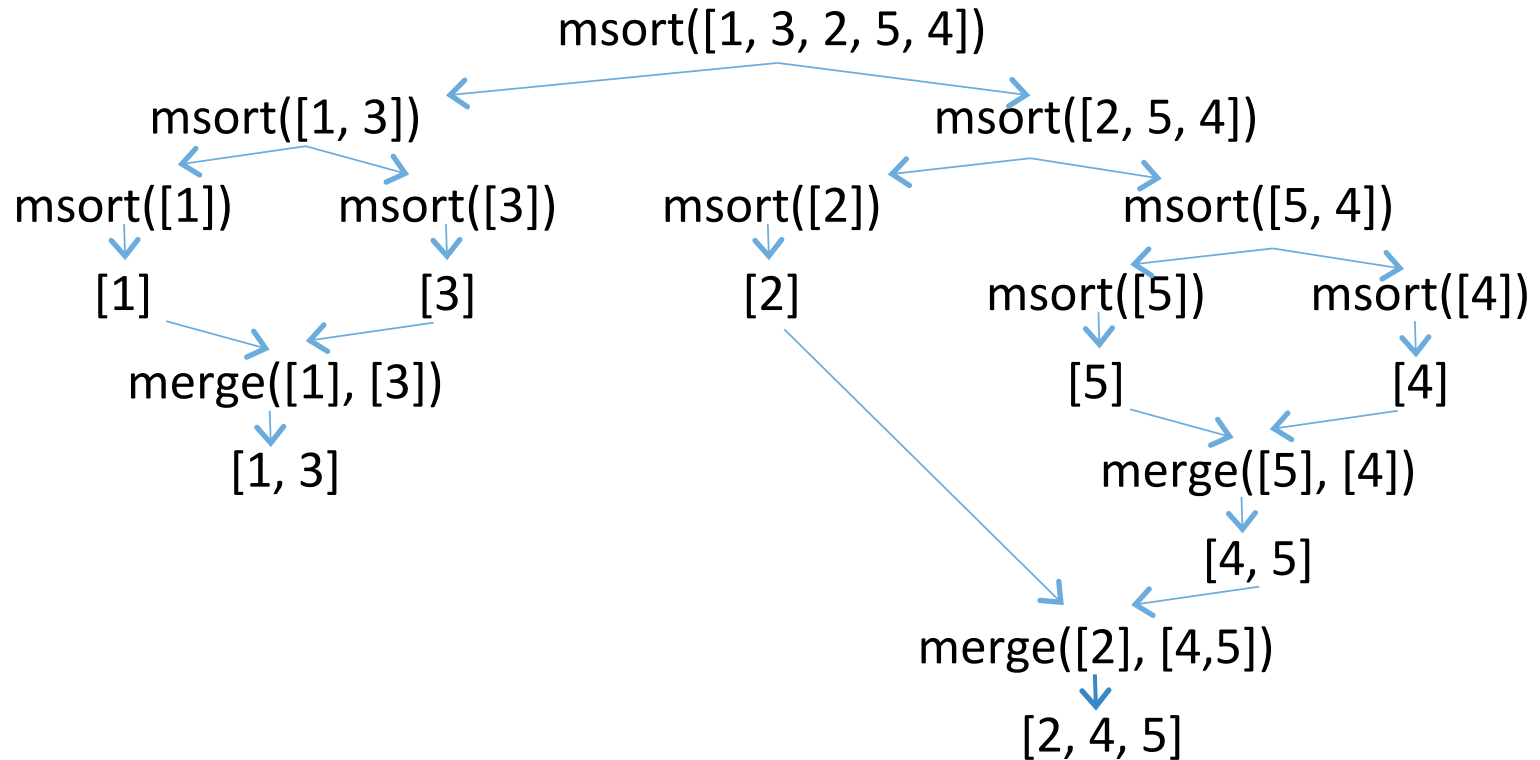 msort([1, 3, 2, 5, 4])
msort([1, 3])
msort([2, 5, 4])
msort([1])
msort([3])
msort([2])
msort([5, 4])
[1]
[3]
[2]
msort([5])
msort([4])
merge([1], [3])
[5]
[4]
[1, 3]
merge([5], [4])
[4, 5]
merge([2], [4,5])
[2, 4, 5]